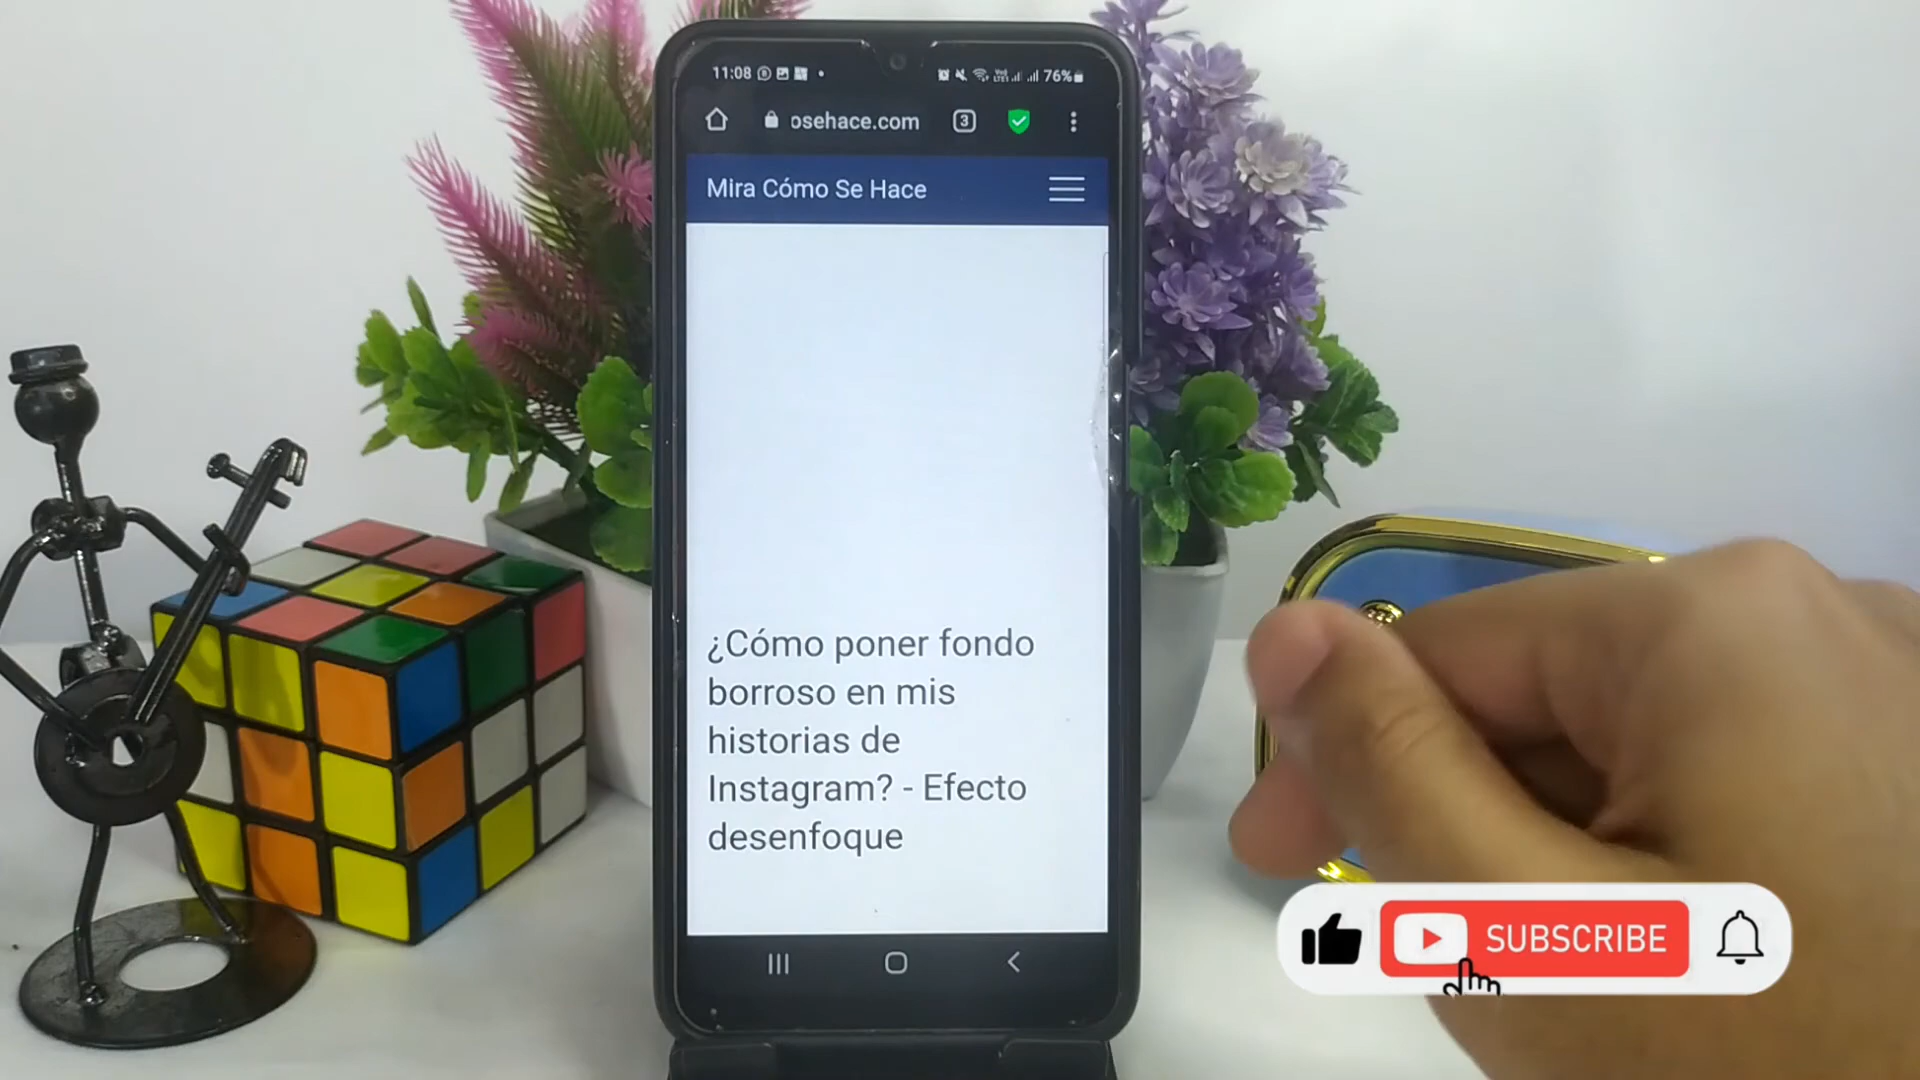 11:08
76%
osehace.com
3
Mira Cómo Se Hace
¿Cómo poner fondo
borroso en mis
historias de
Instagram? - Efecto
desenfoque
SUBSCRIBE